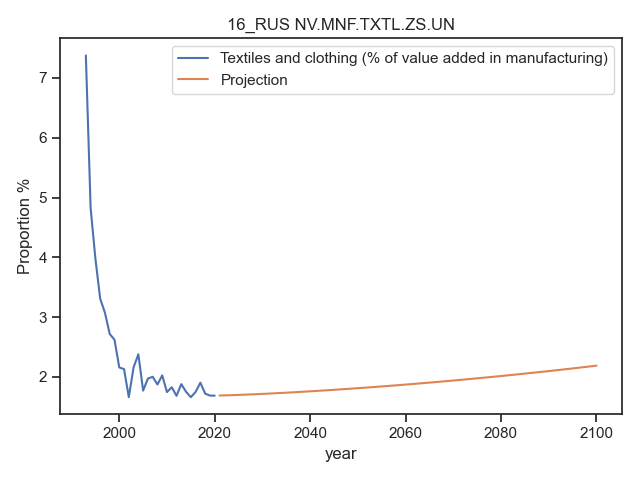 16_RUS NV.MNF.TXTL.ZS.UN
Textiles and clothing (% of value added in manufacturing)
Projection
Proportion %
7
6
5
4
3
2
2000 2020 2040 2060 2080 2100
year